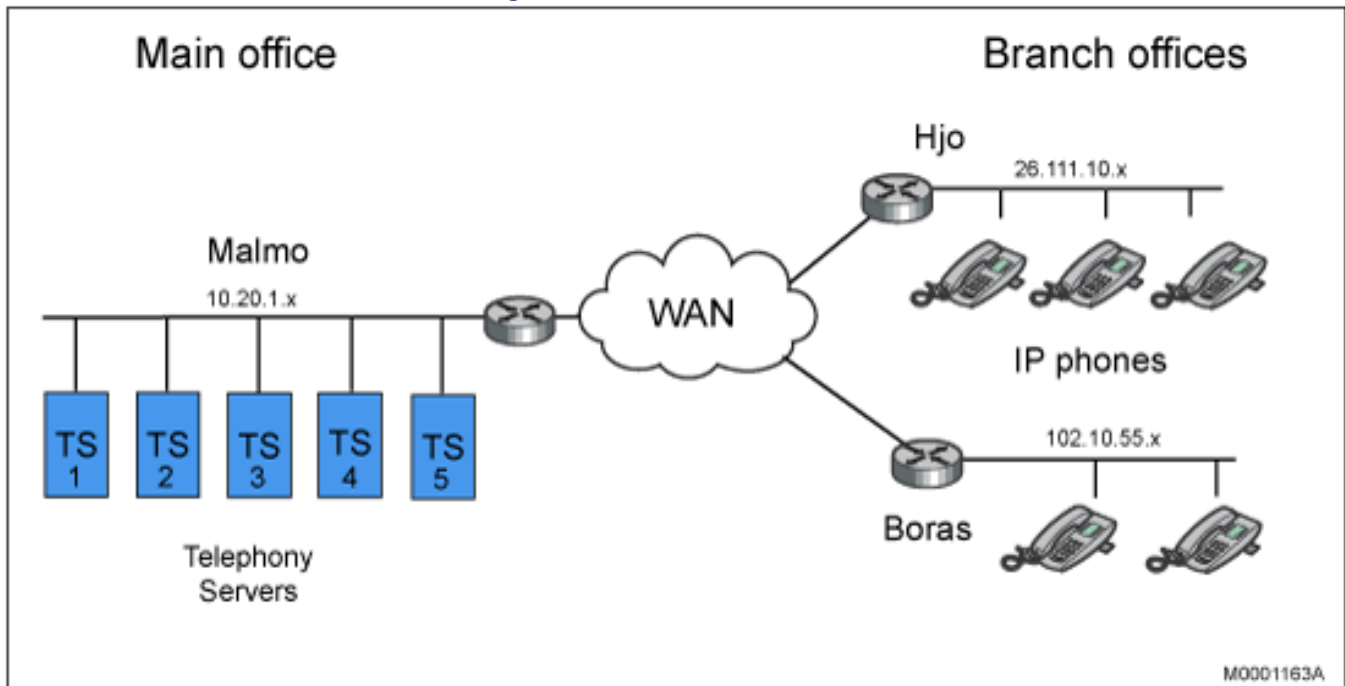 Main office
Branch offices
Hjo
26.111.10.x
Malmo
10.20.1.x
WAN
IP phones
TS
1
TS
2
TS
3
TS
4
TS
5
102.10.55.x
Boras
Telephony
Servers
M0001163A